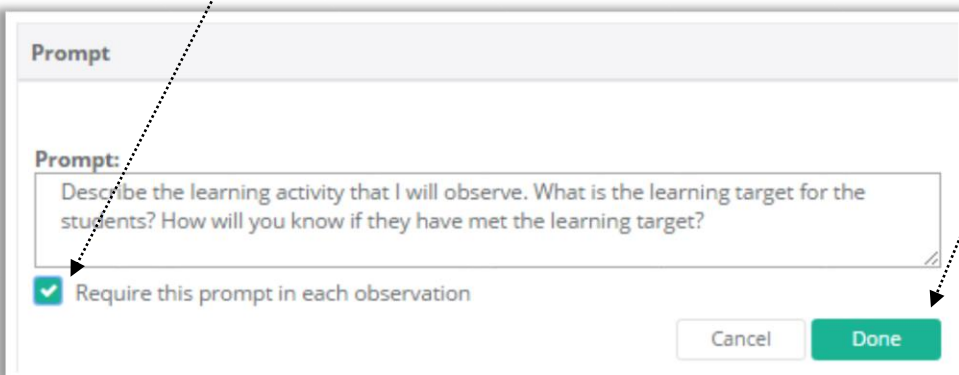 Prompt
Prompt:
Describe the learning activity that I will observe. What is the learning target for the
students? How will you know if they have met the learning target?
Require this prompt in each observation
Cancel
Done